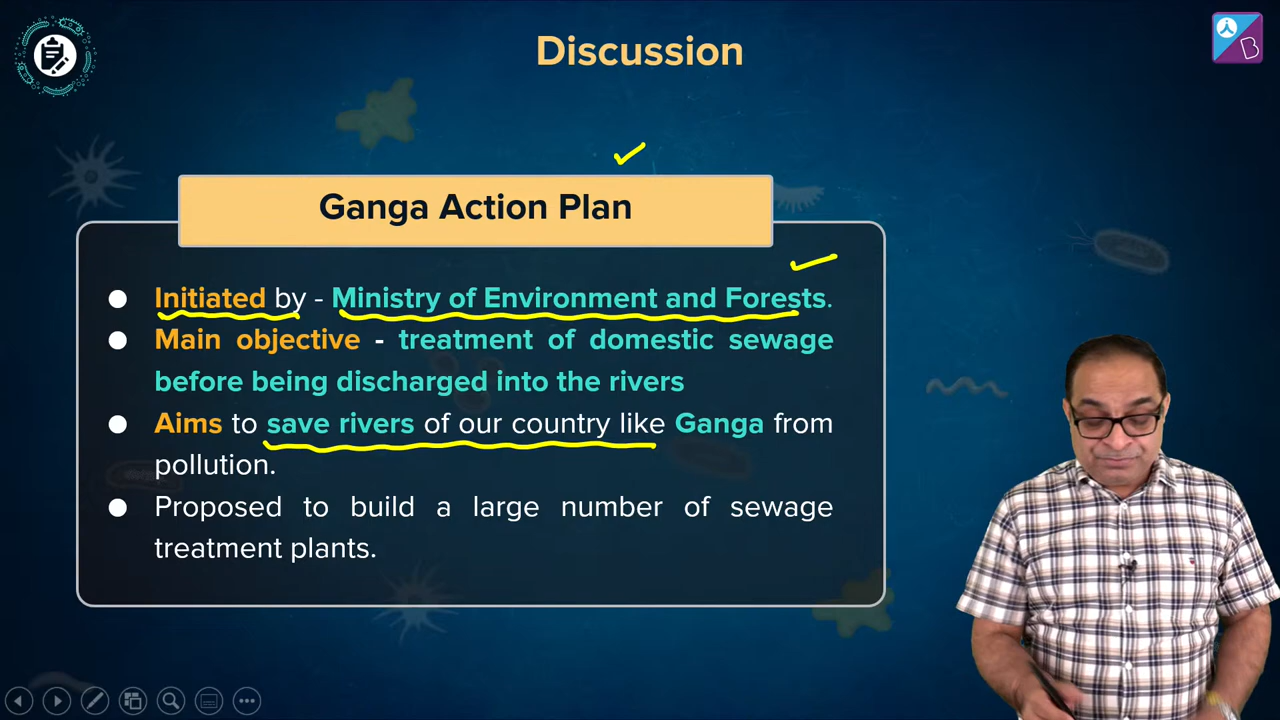 Discussion
Ganga Action Plan
● Initiated by - Ministry of Environment and Forests.
● Main objective - treatment of domestic sewage
before being discharged into the rivers
● Aims to save rivers of our country like Ganga from
pollution.
● Proposed to build a large number of sewage
treatment plants.
B